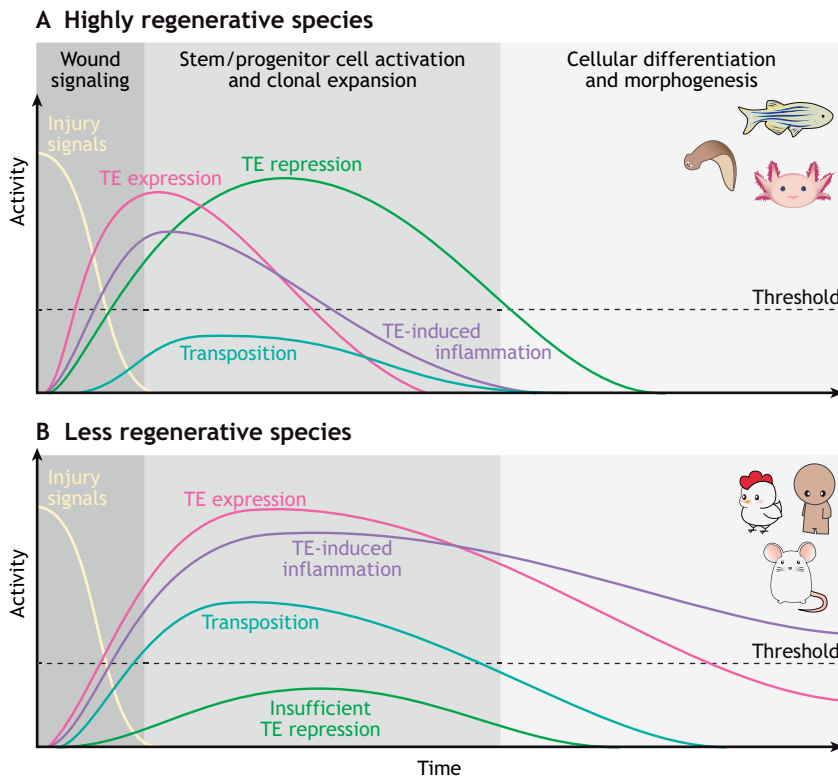 A Highly regenerative species
Wound
signaling
Stem/progenitor cell activation
and clonal expansion
Cellular differentiation
and morphogenesis
Injury
signals
TE expression
TE repression
Activity
Threshold
TE-induced
inflammation
Transposition
B Less regenerative species
Injury
signals
TE expression
TE-induced
inflammation
Transposition
Activity
Threshold
Insufficient
TE repression
Time